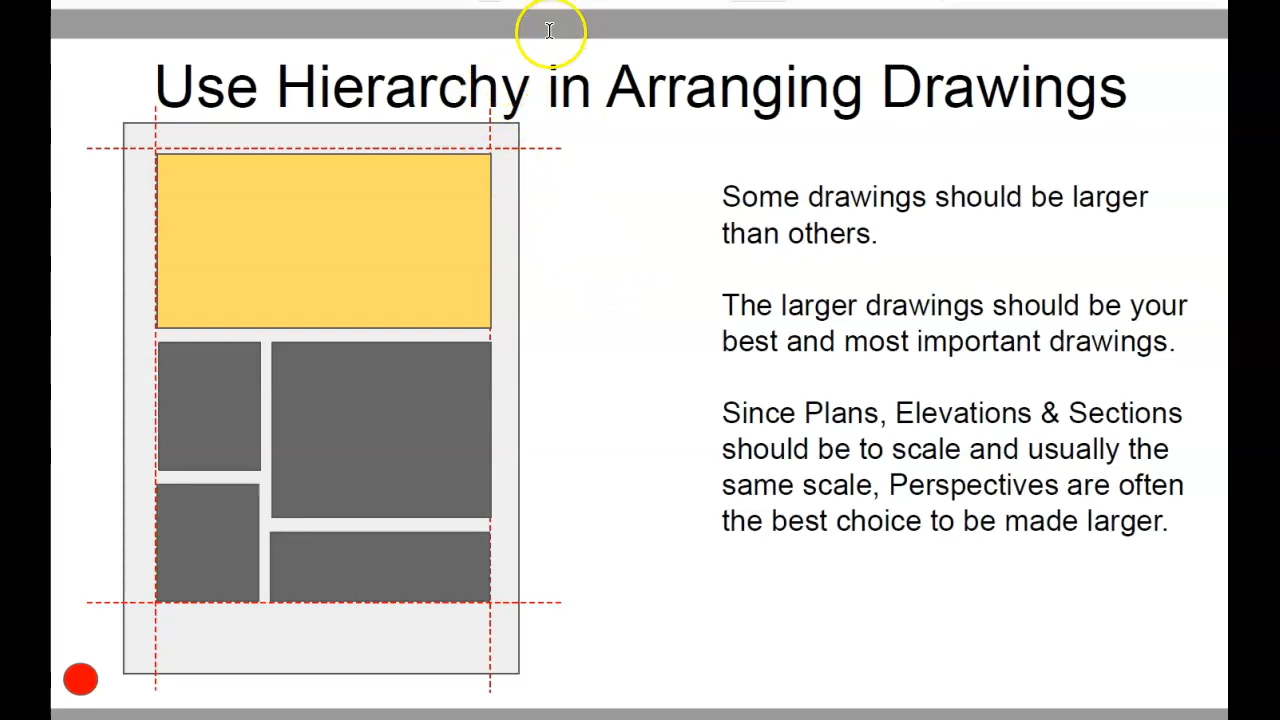 Use Hierarchy in Arranging Drawings
Some drawings should be larger
than others.
The larger drawings should be your
best and most important drawings.
Since Plans, Elevations & Sections
should be to scale and usually the
same scale, Perspectives are often
the best choice to be made larger.